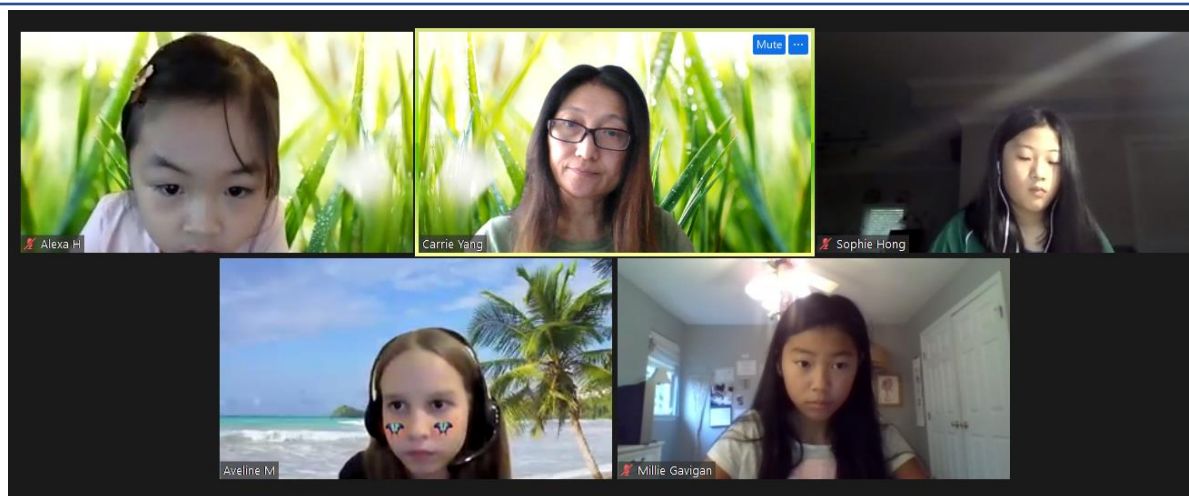 Mute
Alexa H
Carrie Yang
Sophie Hong
Aveline M
Millie Gavigan